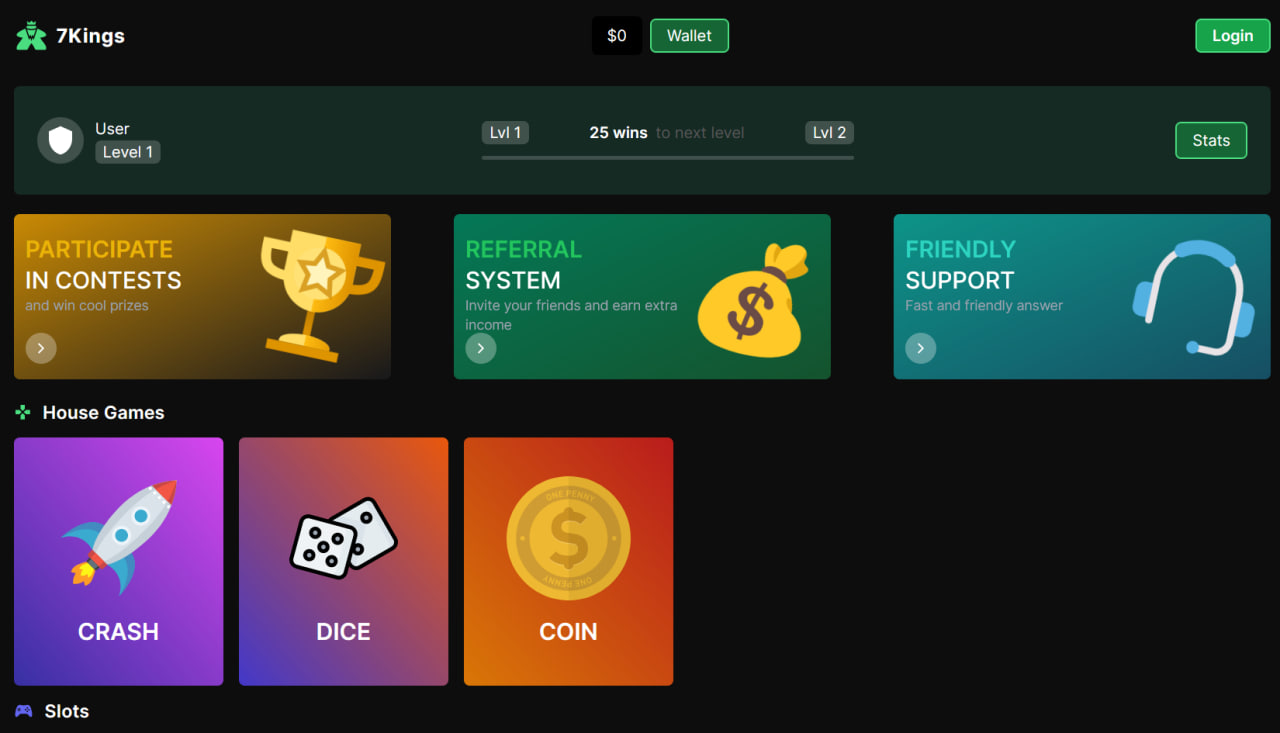 7Kings
$0
Wallet
Login
User
Level 1
Lvl 1
25 wins to next level
Lvl 2
Stats
PARTICIPATE
IN CONTESTS
and win cool prizes
REFERRAL
SYSTEM
Invite your friends and earn extra
income
FRIENDLY
SUPPORT
Fast and friendly answer
House Games
ONE PENNY
$
ONE PENNY
CRASH
DICE
COIN
Slots